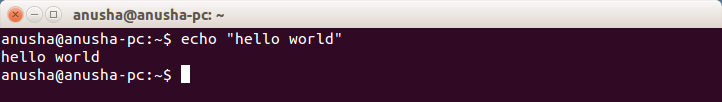 anusha@anusha-pc: ~
anusha@anusha-pc:~$ echo "hello world"
hello world
anusha@anusha-pc:~$